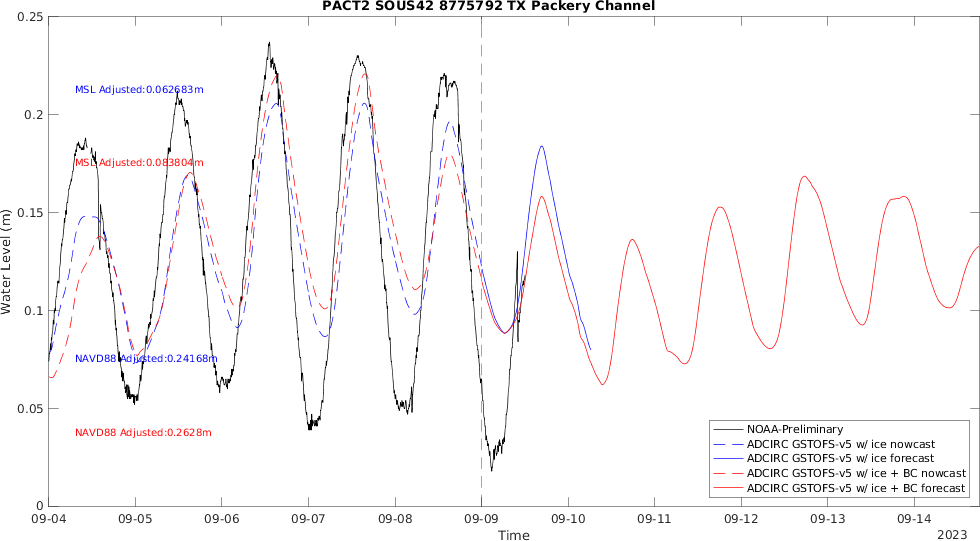 PACT2 SOUS42 8775792 TX Packery Channel
0.25
MSL Adjusted:0.062683m
0.2
MSL Adjusted:0.083804m
0.15
Water Level (m)
0.1
NAVD88 Adjusted:0.24168m
0.05
NAVD88 Adjusted:0.2628m
NOAA-Preliminary
ADCIRC GSTOFS-v5 w/ ice nowcast
ADCIRC GSTOFS-v5 w/ ice forecast
ADCIRC GSTOFS-v5 w/ ice + BC nowcast
ADCIRC GSTOFS-v5 w/ ice + BC forecast
0
09-04 09-05 09-06 09-07 09-08 09-09 09-10 09-11 09-12 09-13 09-14
Time
2023